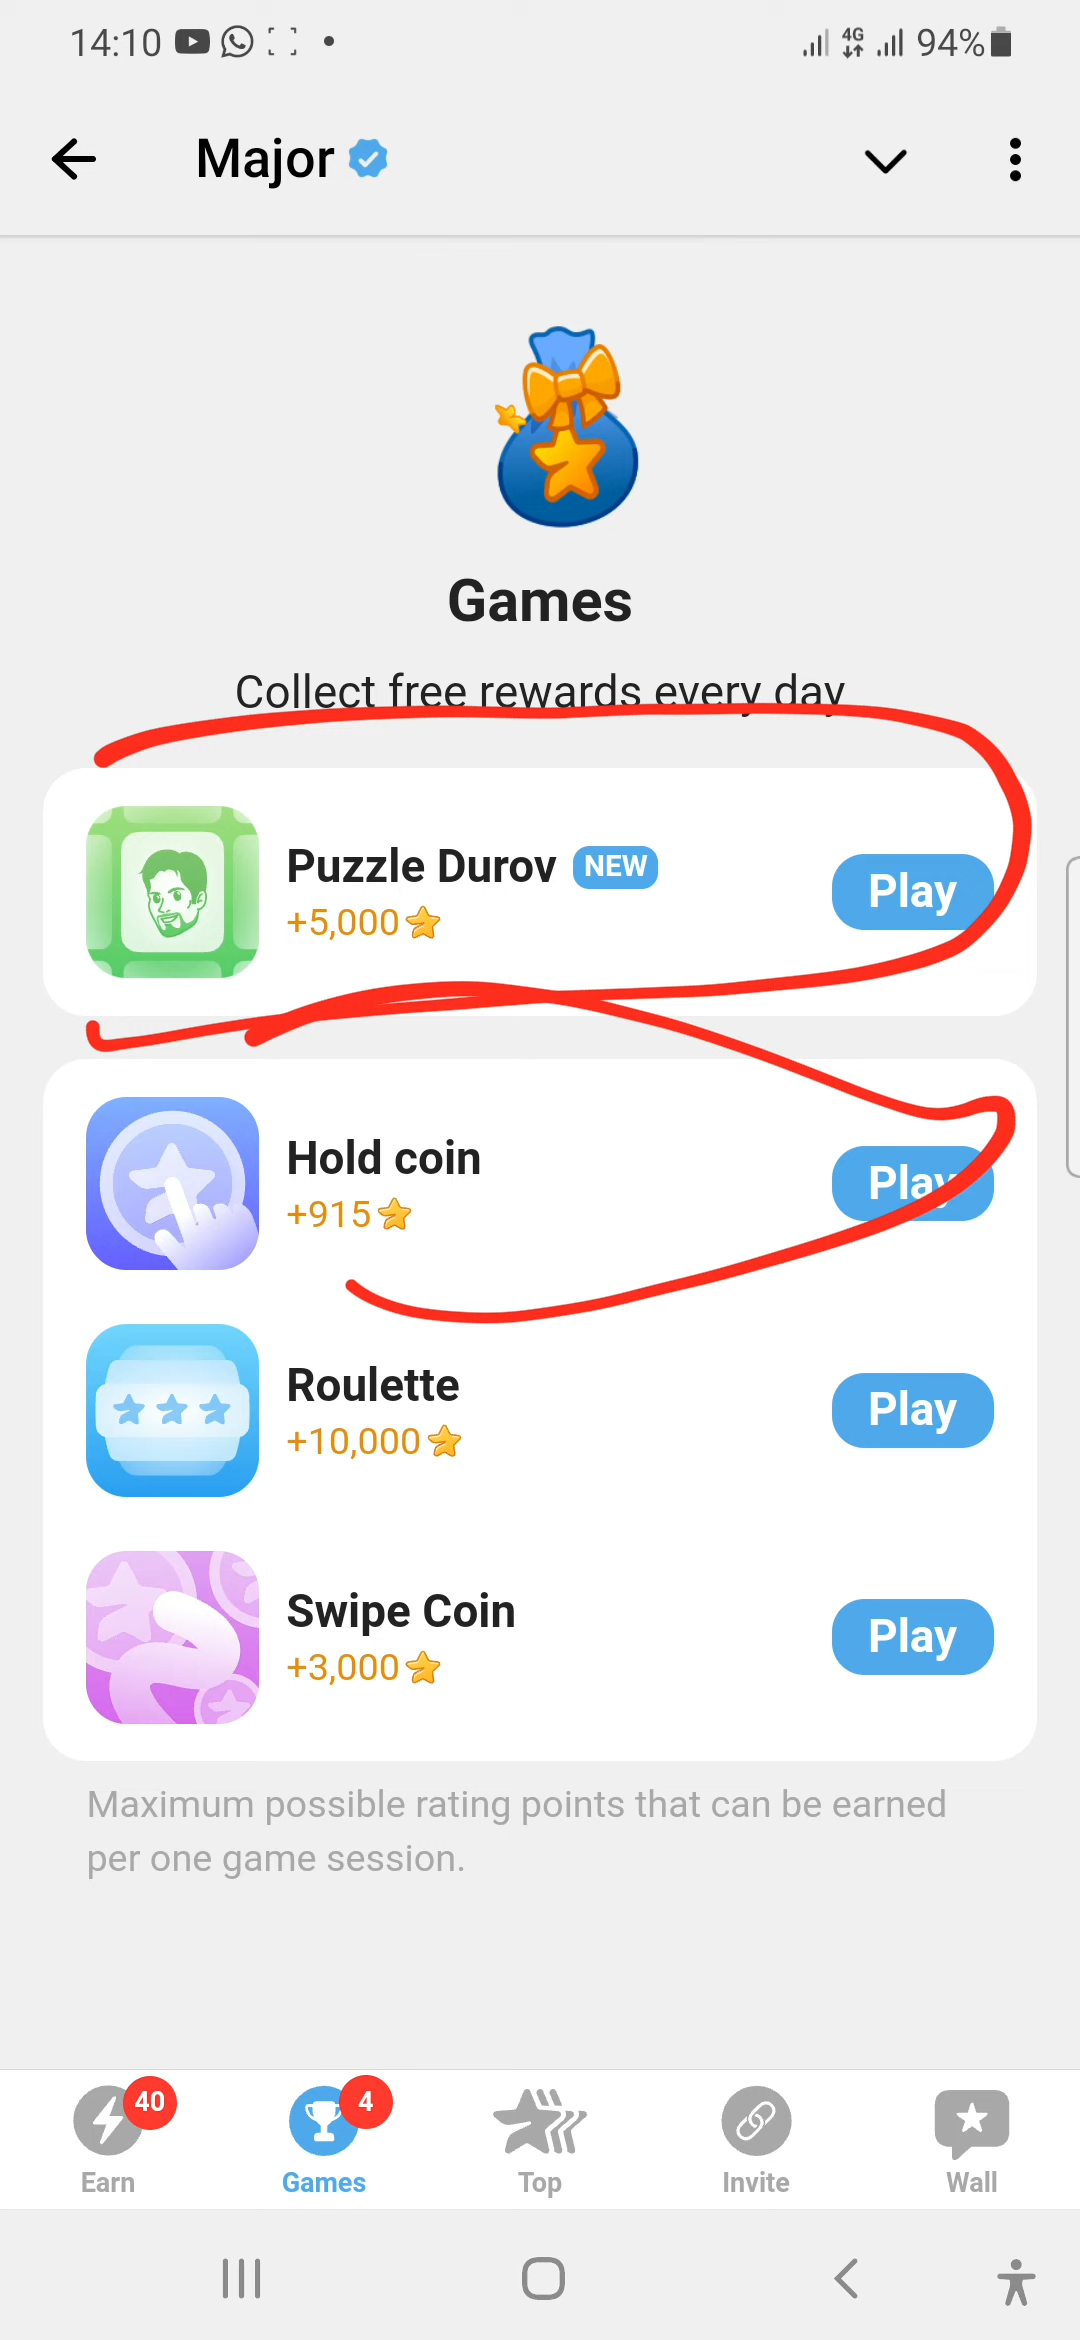 14:10 4G 94%
Major
Games
Collect free rewards every day
Puzzle Durov NEW
+5,000
Play
Hold coin
+915
Play
Roulette
+10,000
Play
Swipe Coin
+3,000
Play
Maximum possible rating points that can be earned
per one game session.
40 4
Earn Games Top Invite Wall